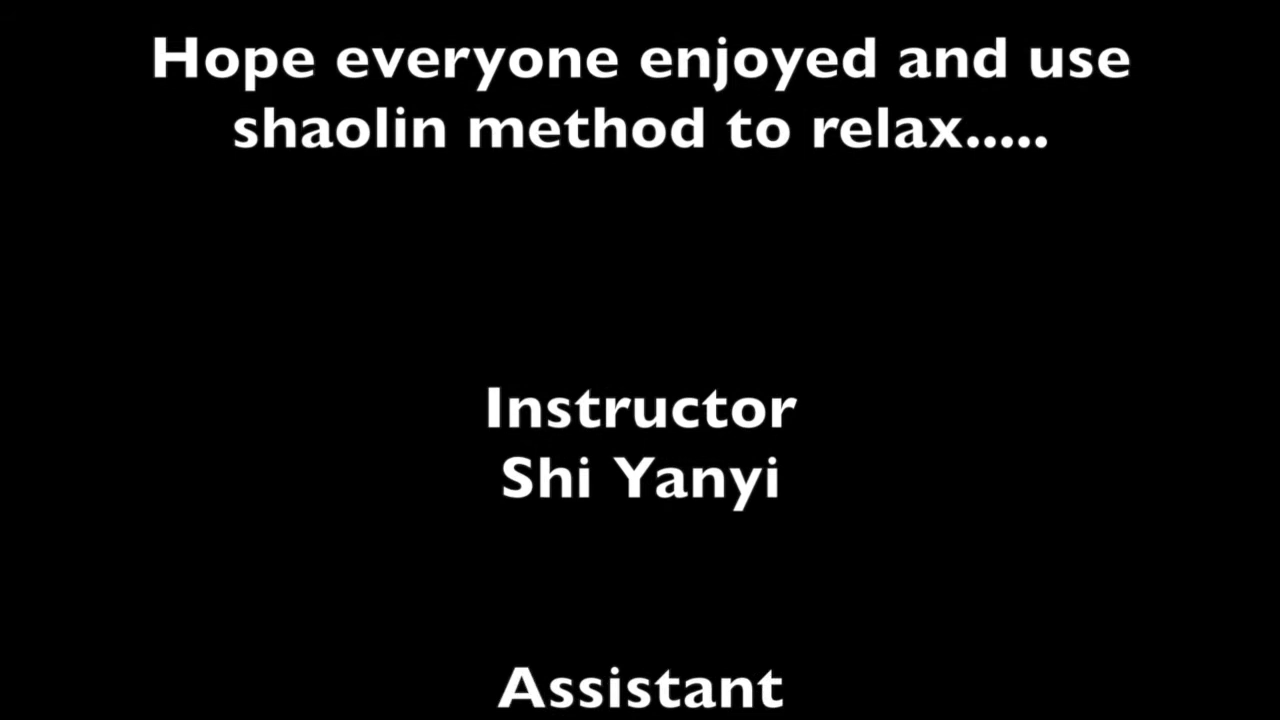 Hope everyone enjoyed and use
shaolin method to relax.....
Instructor
Shi Yanyi
Assistant